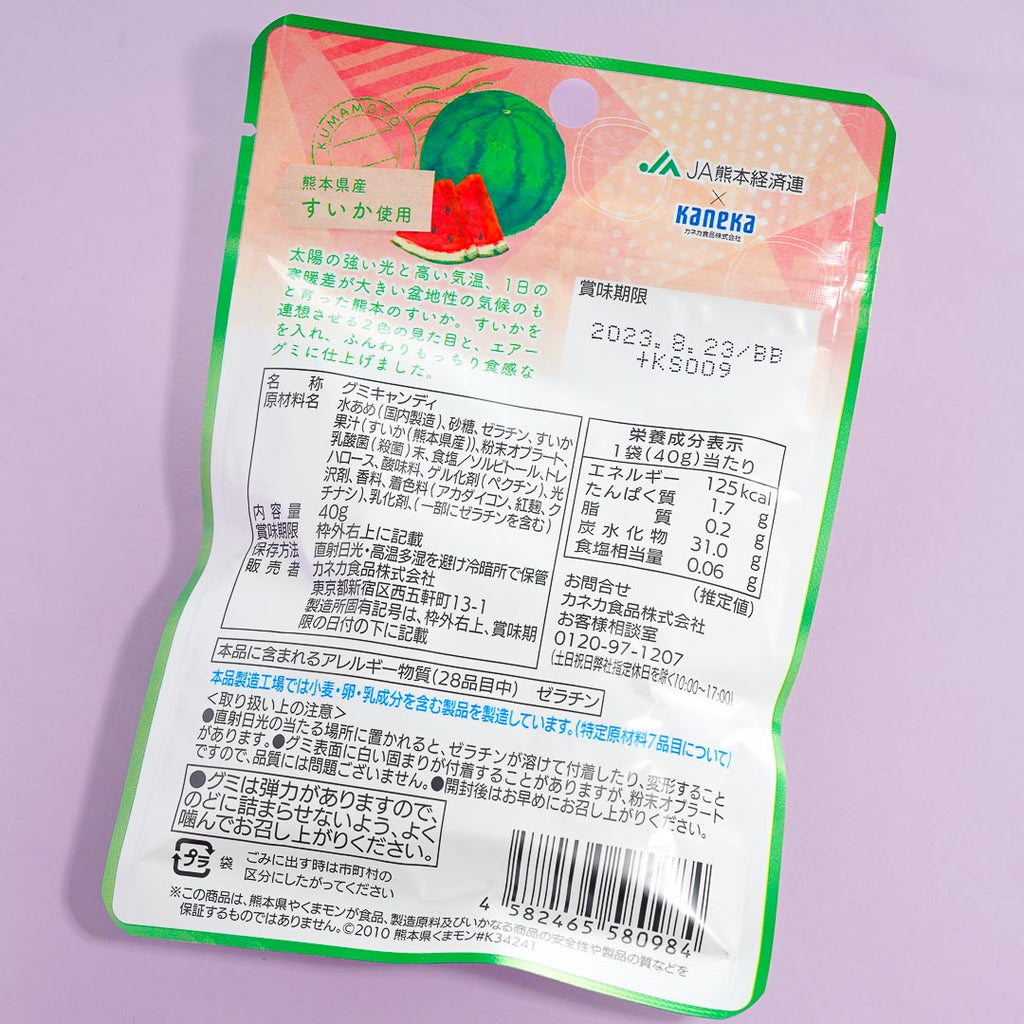 KUMAMOTO
熊本県産
すいか使用
JA熊本経済連
×
Kaneka
カネカ食品株式会社
太陽の強い光と高い気温、1日の
寒暖差が大きい盆地性の気候のも
と育った熊本のすいか。すいかを
連想させる2色の見た目と、エアー
を入れ、ふんわりもっちり食感な
グミに仕上げました。
賞味期限
2023.8.23/BB
+KS009
名称 グミキャンディ
原材料名 水あめ(国内製造)、砂糖、ゼラチン、すいか
果汁(すいか(熊本県産))、粉末オブラート、
乳酸菌(殺菌)末、食塩/ソルビトール、トレ
ハロース、酸味料、ゲル化剤(ペクチン)、光
沢剤、香料、着色料(アカダイコン、紅麹、ク
チナシ)、乳化剤、(一部にゼラチンを含む)
内容量 40g
賞味期限 枠外右上に記載
保存方法 直射日光・高温多湿を避け冷暗所で保管
販売者 カネカ食品株式会社
東京都新宿区西五軒町13-1
製造所固有記号は、枠外右上、賞味期
限の日付の下に記載
栄養成分表示
1袋(40g)当たり
エネルギー 125kcal
たんぱく質 1.7 g
脂質 0.2 g
炭水化物 31.0 g
食塩相当量 0.06 g
(推定値)
お問合せ
カネカ食品株式会社
お客様相談室
0120-97-1207
(土日祝日弊社指定休日を除く10:00~17:00)
本品に含まれるアレルギー物質(28品目中) ゼラチン
本品製造工場では小麦・卵・乳成分を含む製品を製造しています。(特定原材料7品目について)
<取り扱い上の注意>
●直射日光の当たる場所に置かれると、ゼラチンが溶けて付着したり、変形すること
があります。●グミ表面に白い固まりが付着することがありますが、粉末オブラート
ですので、品質には問題ございません。●開封後はお早めにお召し上がりください。
●グミは弾力がありますので、
のどに詰まらせないよう、よく
噛んでお召し上がりください。
プラ 袋
ごみに出す時は市町村の
区分にしたがってください
4 582465 580984
※この商品は、熊本県やくまモンが食品、製造原料及びいかなる商品の安全性や製品の質などを
保証するものではありません。©2010 熊本県くまモン#K34241